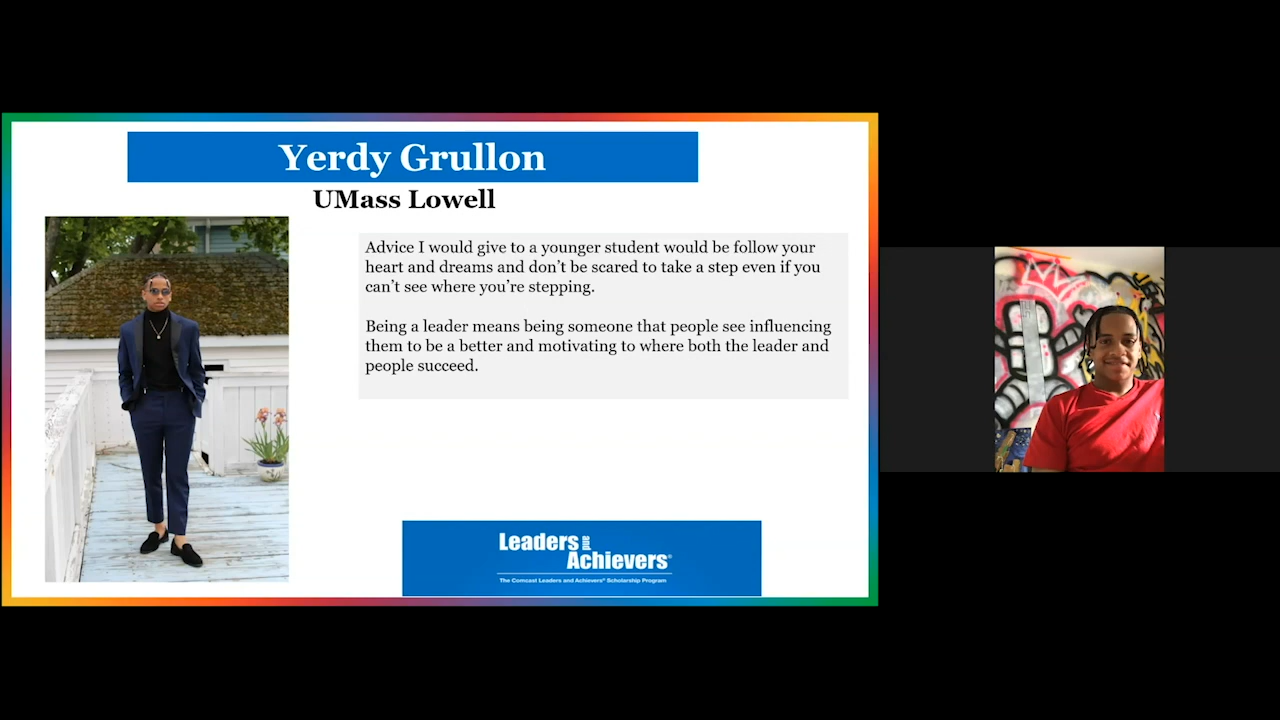 Yerdy Grullon
UMass Lowell
Advice I would give to a younger student would be follow your
heart and dreams and don’t be scared to take a step even if you
can’t see where you’re stepping.
Being a leader means being someone that people see influencing
them to be a better and motivating to where both the leader and
people succeed.
Leaders and
Achievers®
The Comcast Leaders and Achievers® Scholarship Program